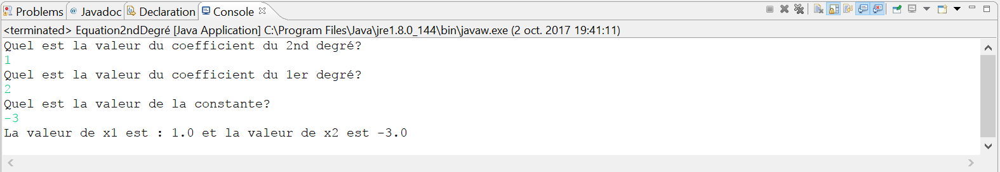 Problems @ Javadoc Declaration Console
<terminated> Equation2ndDegré [Java Application] C:\Program Files\Java\jre1.8.0_144\bin\javaw.exe (2 oct. 2017 19:41:11)
Quel est la valeur du coefficient du 2nd degré?
1
Quel est la valeur du coefficient du 1er degré?
2
Quel est la valeur de la constante?
-3
La valeur de x1 est : 1.0 et la valeur de x2 est -3.0